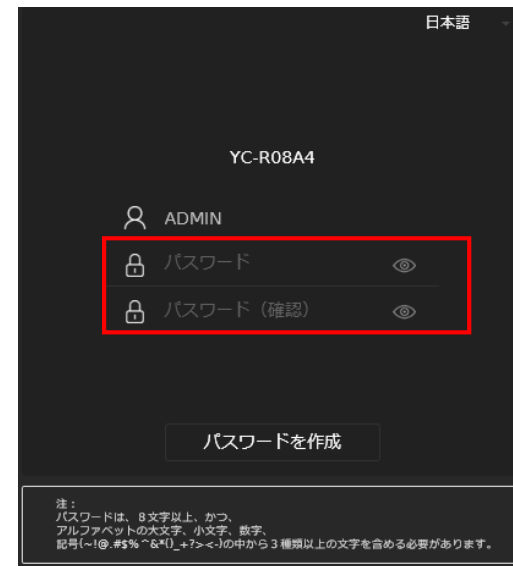 日本語
YC-R08A4
ADMIN
パスワード
パスワード（確認）
パスワードを作成
注：
パスワードは、8文字以上、かつ、
アルファベットの大文字、小文字、数字、
記号(~!@.#$%^&*()_+?><-)の中から3種類以上の文字を含める必要があります。